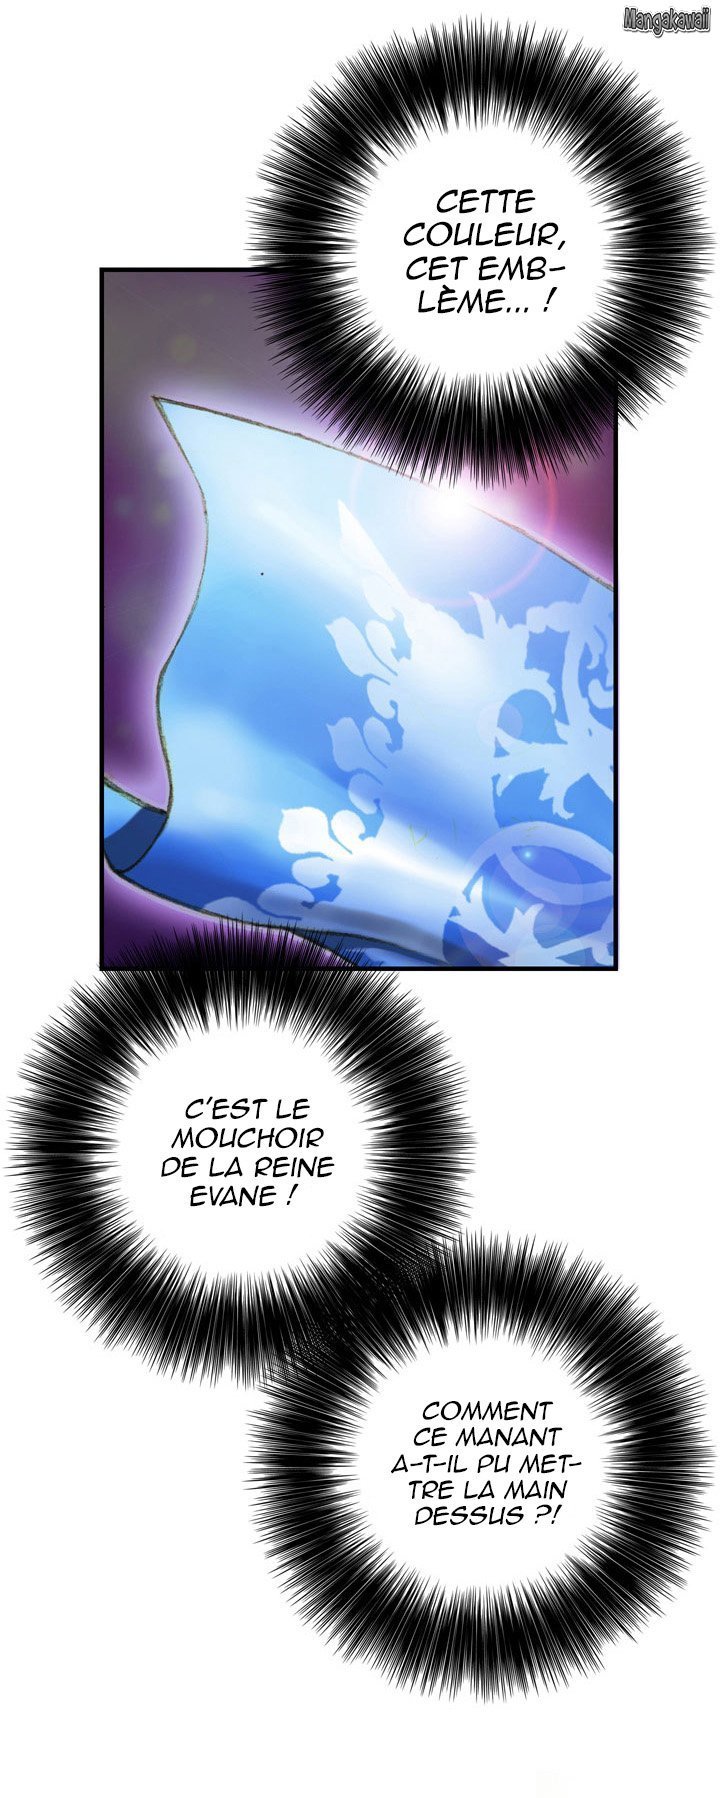 Mangakawaii
CETTE
COULEUR,
CET EMB-
LÈME... !
C'EST LE
MOUCHOIR
DE LA REINE
EVANE !
COMMENT
CE MANANT
A-T-IL PU MET-
TRE LA MAIN
DESSUS ?!